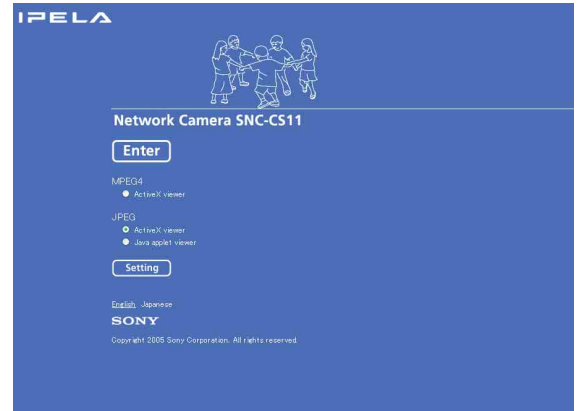 IPELA
Network Camera SNC-CS11
Enter
MPEG4
ActiveX viewer
JPEG
ActiveX viewer
Java applet viewer
Setting
English Japanese
SONY
Copyright 2005 Sony Corporation. All rights reserved.